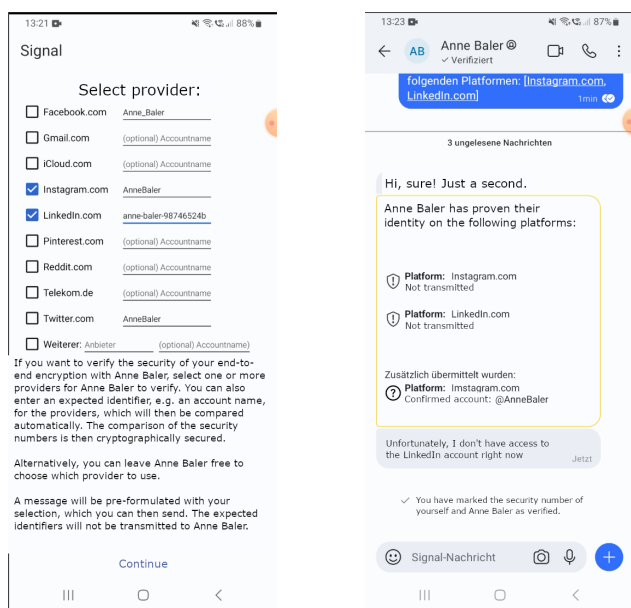 13:21
88%
Signal
Select provider:
Facebook.com Anne_Baler
Gmail.com (optional) Accountname
iCloud.com (optional) Accountname
Instagram.com AnneBaler
LinkedIn.com anne-baler-98746524b
Pinterest.com (optional) Accountname
Reddit.com (optional) Accountname
Telekom.de (optional) Accountname
Twitter.com AnneBaler
Weiterer: Anbieter (optional) Accountname)
If you want to verify the security of your end-to-
end encryption with Anne Baler, select one or more
providers for Anne Baler to verify. You can also
enter an expected identifier, e.g. an account name,
for the providers, which will then be compared
automatically. The comparison of the security
numbers is then cryptographically secured.
Alternatively, you can leave Anne Baler free to
choose which provider to use.
A message will be pre-formulated with your
selection, which you can then send. The expected
identifiers will not be transmitted to Anne Baler.
Continue
13:23
87%
AB
Anne Baler
Verifiziert
folgenden Platformen: [Instagram.com,
LinkedIn.com]
1min
3 ungelesene Nachrichten
Hi, sure! Just a second.
Anne Baler has proven their
identity on the following platforms:
Platform: Instagram.com
Not transmitted
Platform: LinkedIn.com
Not transmitted
Zusätzlich übermittelt wurden:
Platform: Imstagram.com
Confirmed account: @AnneBaler
Unfortunately, I don't have access to
the LinkedIn account right now
Jetzt
You have marked the security number of
yourself and Anne Baler as verified.
Signal-Nachricht